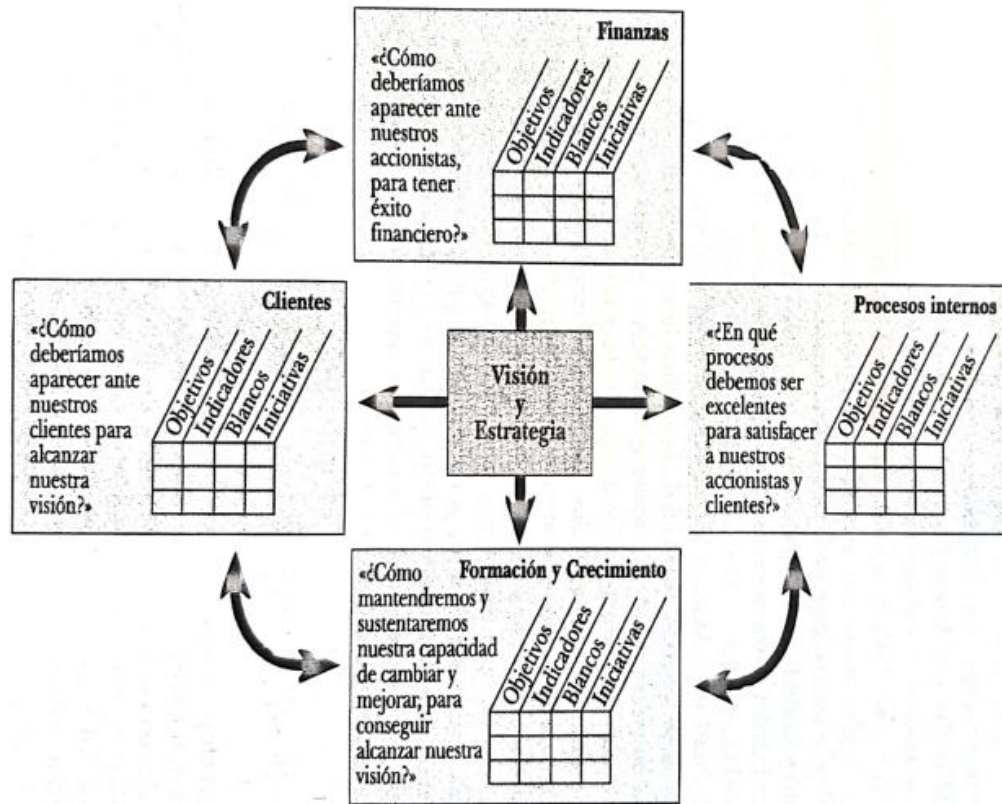 Finanzas
«¿Cómo
deberíamos
aparecer ante
nuestros
accionistas,
para tener
éxito
financiero?»
Objetivos
Indicadores
Blancos
Iniciativas
Clientes
«¿Cómo
deberíamos
aparecer ante
nuestros
clientes para
alcanzar
nuestra
visión?»
Objetivos
Indicadores
Blancos
Iniciativas
Visión
y
Estrategia
Procesos internos
«¿En qué
procesos
debemos ser
excelentes
para satisfacer
a nuestros
accionistas y
clientes?»
Objetivos
Indicadores
Blancos
Iniciativas
Formación y Crecimiento
«¿Cómo
mantendremos y
sustentaremos
nuestra capacidad
de cambiar y
mejorar, para
conseguir
alcanzar nuestra
visión?»
Objetivos
Indicadores
Blancos
Iniciativas